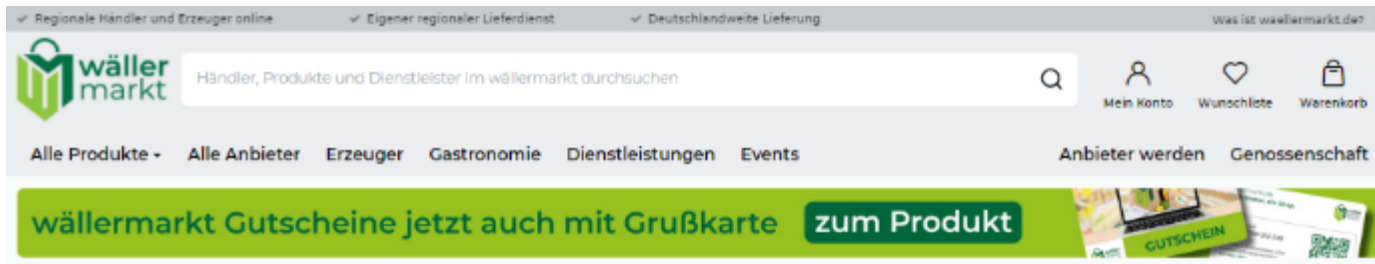 ✓ Regionale Händler und Erzeuger online ✓ Eigener regionaler Lieferdienst ✓ Deutschlandweite Lieferung Was ist waellermarkt.de?
wäller
markt
Händler, Produkte und Dienstleister im wällermarkt durchsuchen
Mein Konto Wunschliste Warenkorb
Alle Produkte Alle Anbieter Erzeuger Gastronomie Dienstleistungen Events Anbieter werden Genossenschaft
wällermarkt Gutscheine jetzt auch mit Grußkarte zum Produkt
GUTSCHEIN